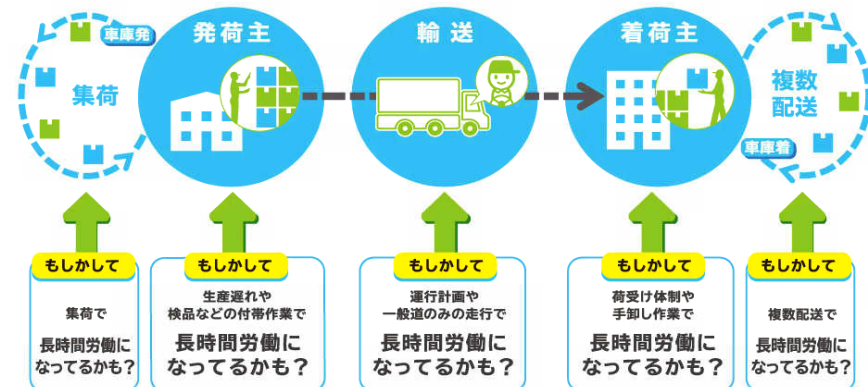 車庫発
集荷
発荷主
輸送
着荷主
複数
配送
車庫着
もしかして
集荷で
長時間労働に
なってるかも？
もしかして
生産遅れや
検品などの付帯作業で
長時間労働に
なってるかも？
もしかして
運行計画や
一般道のみの走行で
長時間労働に
なってるかも？
もしかして
荷受け体制や
手卸し作業で
長時間労働に
なってるかも？
もしかして
複数配送で
長時間労働に
なってるかも？